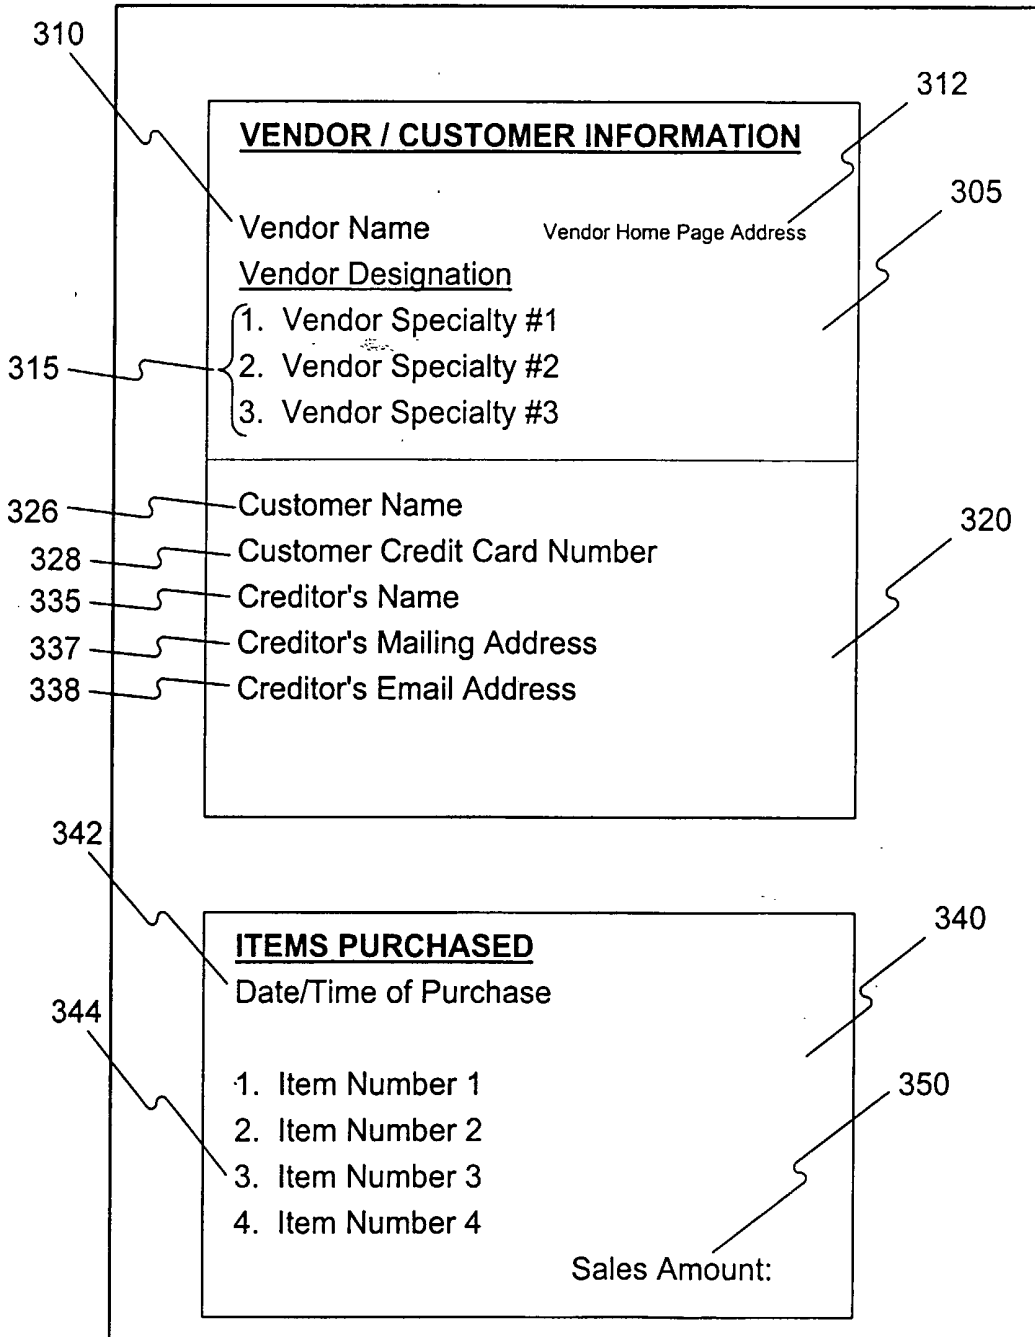 310
312
VENDOR / CUSTOMER INFORMATION
305
Vendor Name Vendor Home Page Address
Vendor Designation
1. Vendor Specialty #1
315 2. Vendor Specialty #2
3. Vendor Specialty #3
326 Customer Name
320
328 Customer Credit Card Number
335 Creditor's Name
337 Creditor's Mailing Address
338 Creditor's Email Address
342
340
ITEMS PURCHASED
Date/Time of Purchase
344
350
1. Item Number 1
2. Item Number 2
3. Item Number 3
4. Item Number 4
Sales Amount: